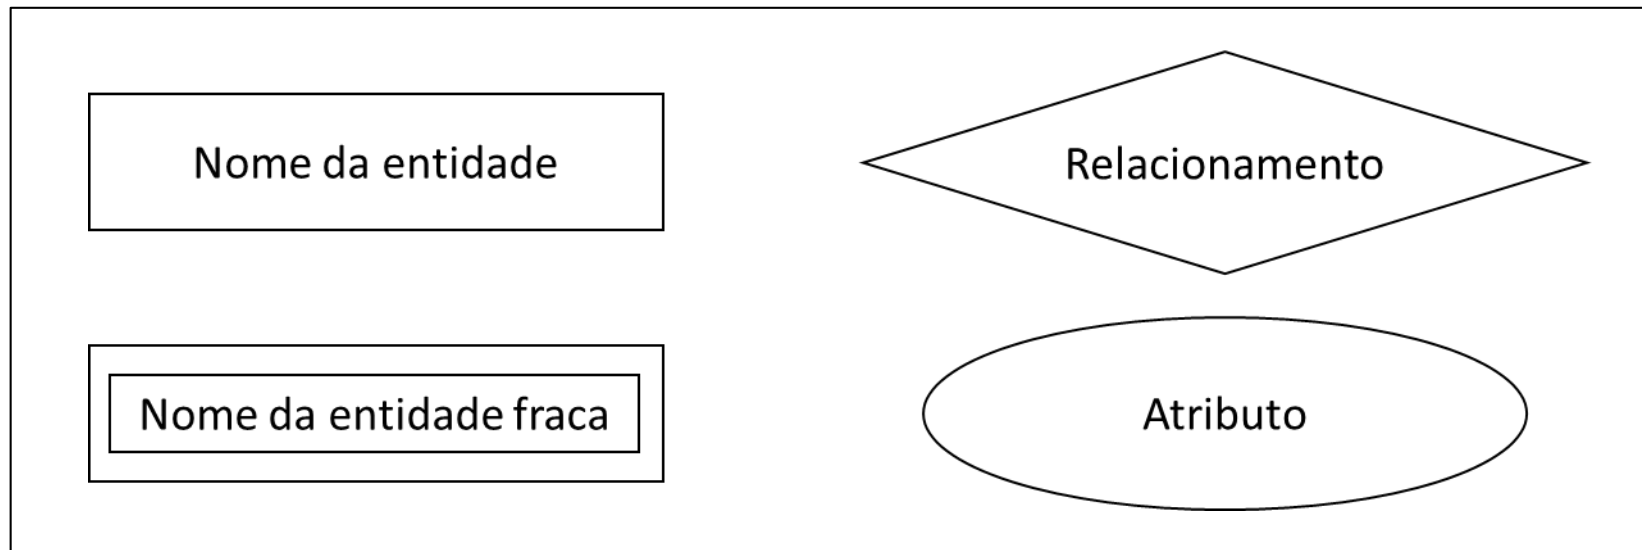 Nome da entidade
Relacionamento
Nome da entidade fraca
Atributo